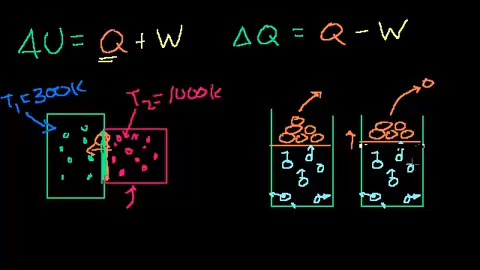 ΔU = Q + W
ΔQ = Q - W
T₁=300K
T₂=1000K